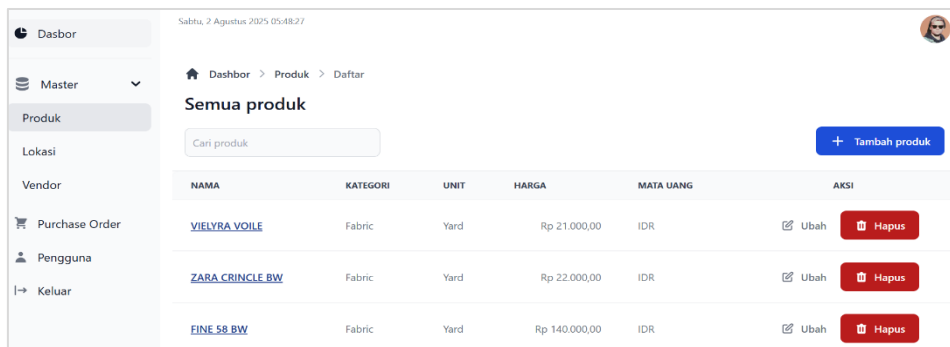 Sabtu, 2 Agustus 2025 05:48:27
Dasbor
Master
Produk
Lokasi
Vendor
Purchase Order
Pengguna
Keluar
Dashbor > Produk > Daftar
Semua produk
Cari produk
+ Tambah produk
NAMA KATEGORI UNIT HARGA MATA UANG AKSI
VIELYRA VOILE Fabric Yard Rp 21.000,00 IDR Ubah Hapus
ZARA CRINCLE BW Fabric Yard Rp 22.000,00 IDR Ubah Hapus
FINE 58 BW Fabric Yard Rp 140.000,00 IDR Ubah Hapus